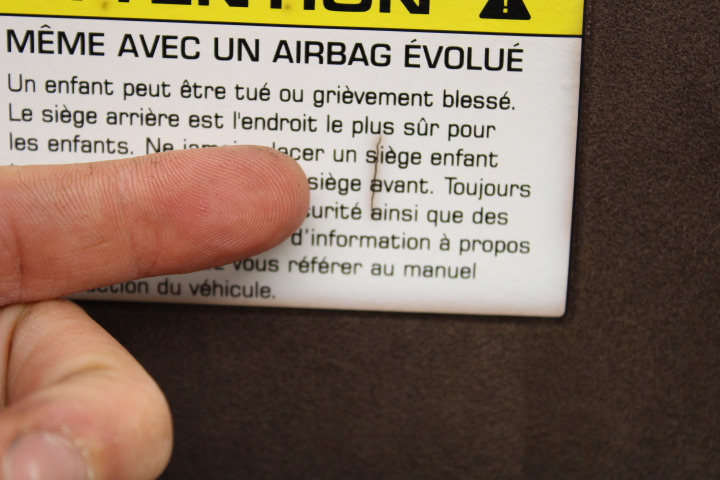 MÊME AVEC UN AIRBAG ÉVOLUÉ
Un enfant peut être tué ou grièvement blessé.
Le siège arrière est l'endroit le plus sûr pour
les enfants. Ne un siège enfant
siège avant. Toujours
ainsi que des
d'information à propos
vous référer au manuel
du véhicule.